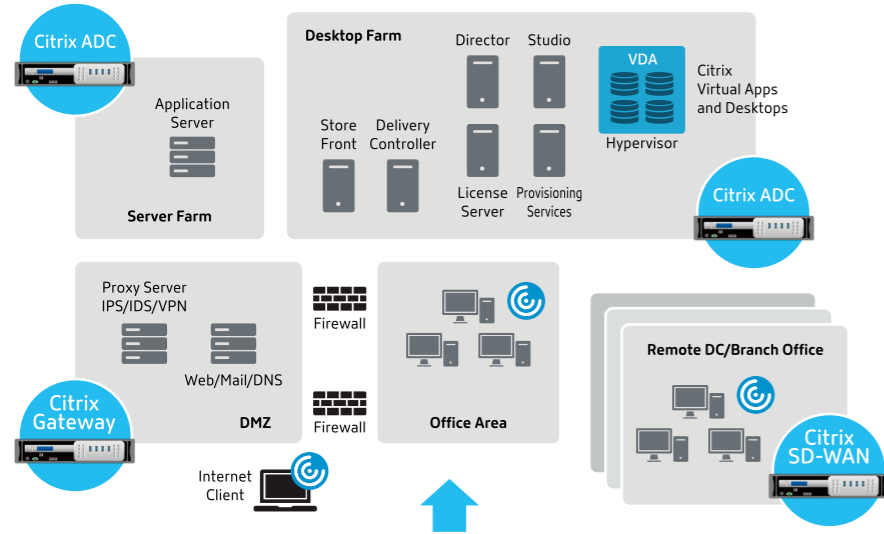 Citrix ADC
Application
Server
Server Farm
Desktop Farm
Director
Studio
Store
Front
Delivery
Controller
License
Server
Provisioning
Services
VDA
Hypervisor
Citrix
Virtual Apps
and Desktops
Citrix ADC
Proxy Server
IPS/IDS/VPN
Web/Mail/DNS
DMZ
Citrix
Gateway
Firewall
Firewall
Office Area
Internet
Client
Remote DC/Branch Office
Citrix
SD-WAN